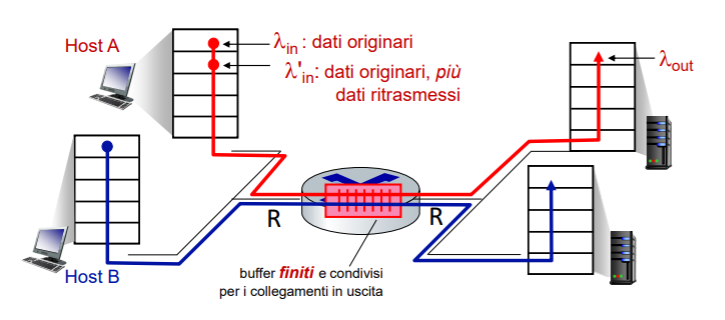 Host A
λin : dati originari
λ'in: dati originari, più
dati ritrasmessi
λout
R
R
Host B
buffer finiti e condivisi
per i collegamenti in uscita